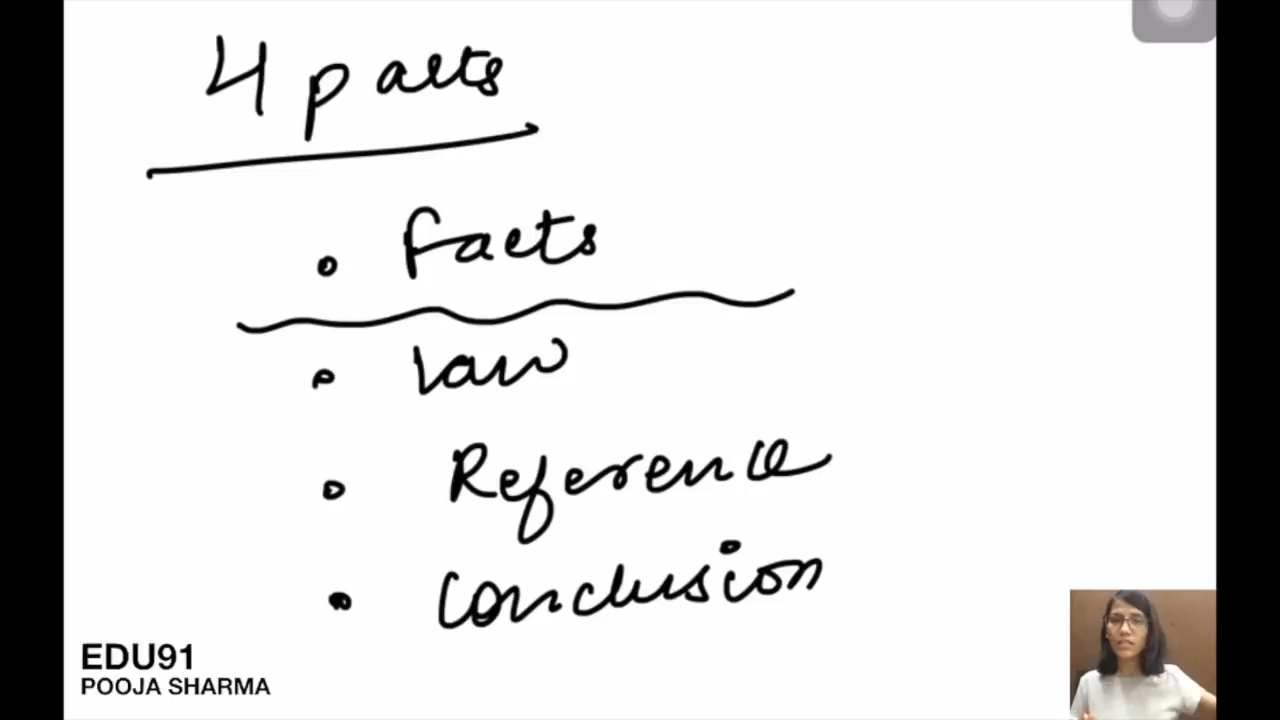 4 parts
• Facts
• Law
• Reference
• Conclusion
EDU91
POOJA SHARMA